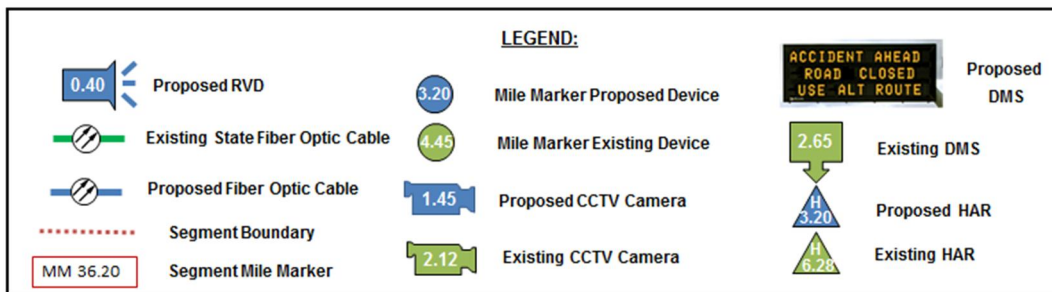 LEGEND:
0.40 Proposed RVD
Existing State Fiber Optic Cable
Proposed Fiber Optic Cable
Segment Boundary
MM 36.20 Segment Mile Marker
3.20 Mile Marker Proposed Device
4.45 Mile Marker Existing Device
1.45 Proposed CCTV Camera
2.12 Existing CCTV Camera
ACCIDENT AHEAD
ROAD CLOSED
USE ALT ROUTE
Proposed
DMS
2.65 Existing DMS
H
3.20 Proposed HAR
H
6.28 Existing HAR